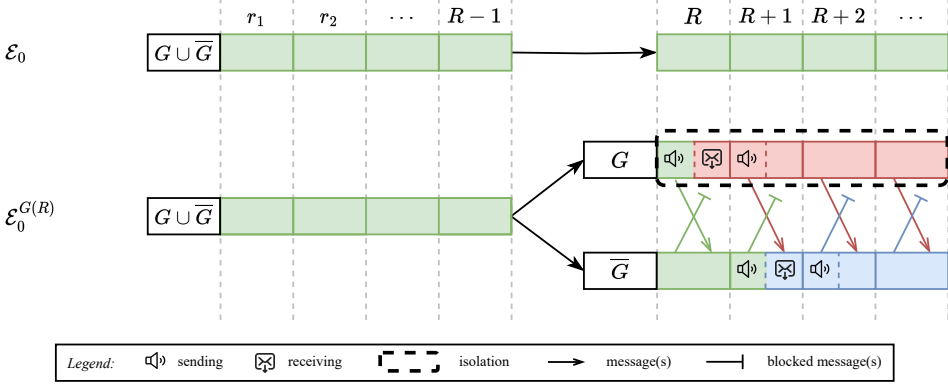 r₁ r₂ ⋯ R − 1 R R + 1 R + 2 ⋯
ℰ₀ G ∪ G̅
G
ℰ₀^{G(R)} G ∪ G̅
G̅
Legend: sending receiving isolation message(s) blocked message(s)